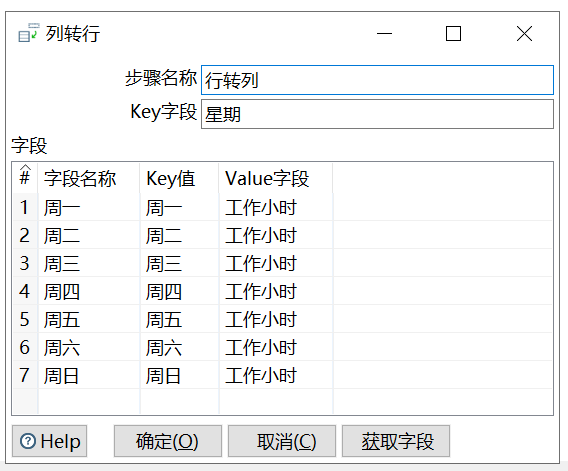 列转行
步骤名称 行转列
Key字段 星期
字段
# 字段名称 Key值 Value字段
1 周一 周一 工作小时
2 周二 周二 工作小时
3 周三 周三 工作小时
4 周四 周四 工作小时
5 周五 周五 工作小时
6 周六 周六 工作小时
7 周日 周日 工作小时
Help 确定(O) 取消(C) 获取字段